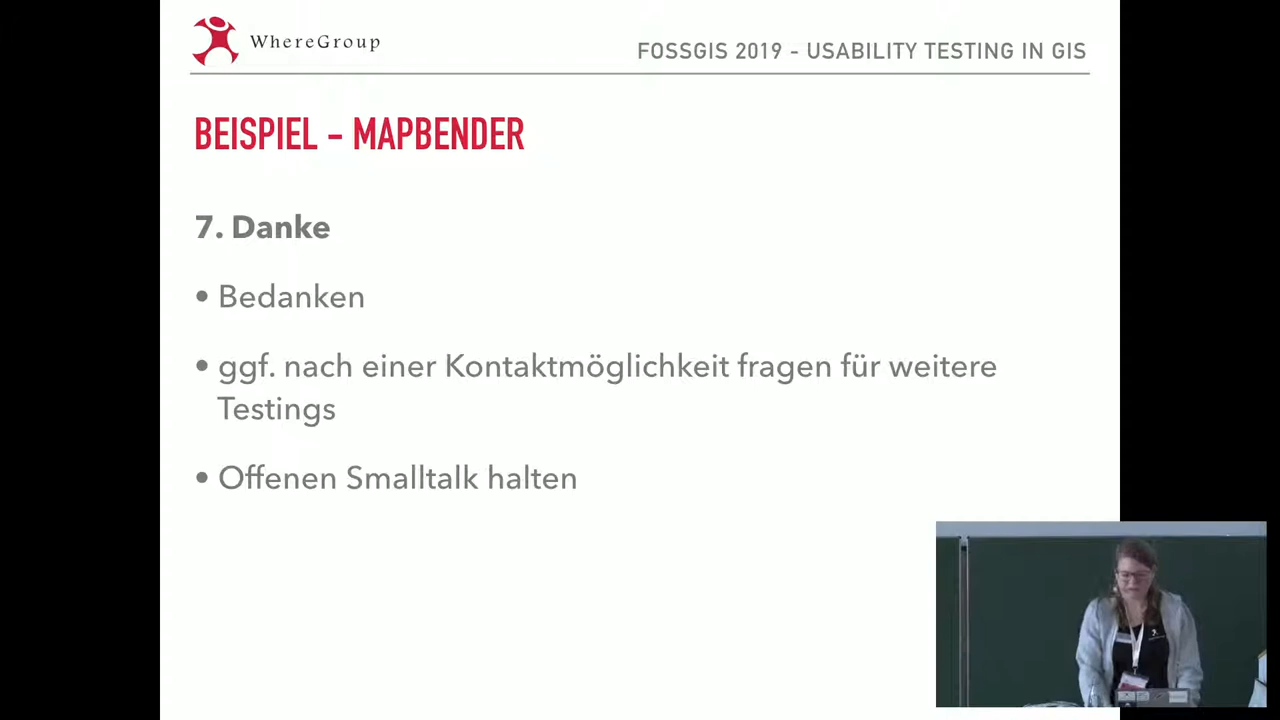 WhereGroup
FOSSGIS 2019 - USABILITY TESTING IN GIS
BEISPIEL – MAPBENDER
7. Danke
• Bedanken
• ggf. nach einer Kontaktmöglichkeit fragen für weitere
Testings
• Offenen Smalltalk halten